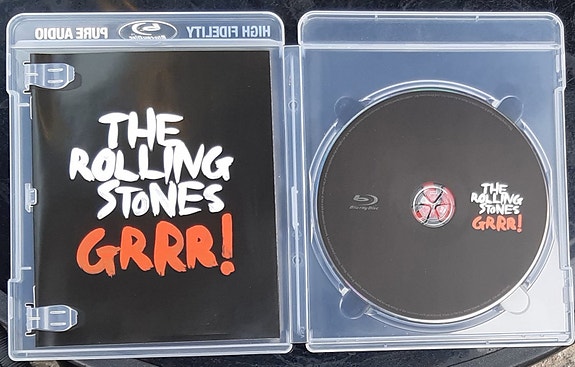 HIGH FIDELITY
PURE AUDIO
THE
ROLLING
STONES
GRRR!
Blu-ray Disc
THE
ROLLING
STONES
GRRR!